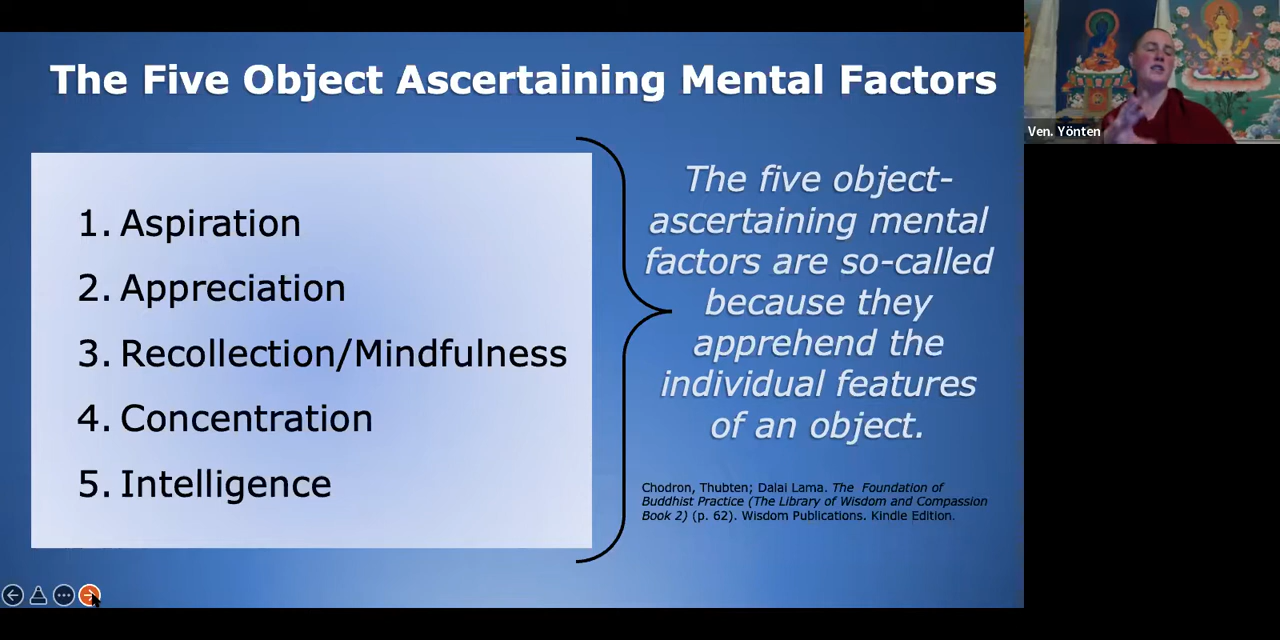 The Five Object Ascertaining Mental Factors
1. Aspiration
2. Appreciation
3. Recollection/Mindfulness
4. Concentration
5. Intelligence
The five object-
ascertaining mental
factors are so-called
because they
apprehend the
individual features
of an object.
Chodron, Thubten; Dalai Lama. The Foundation of
Buddhist Practice (The Library of Wisdom and Compassion
Book 2) (p. 62). Wisdom Publications. Kindle Edition.
Ven. Yönten